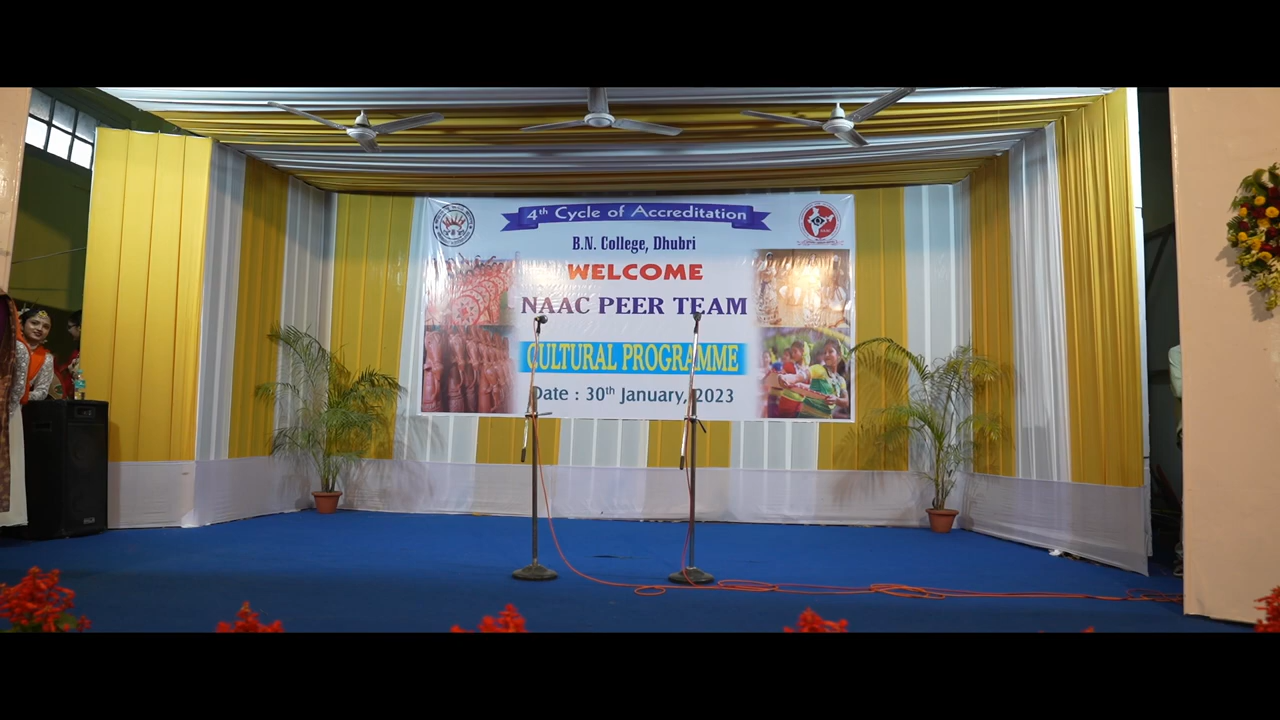 4th Cycle of Accreditation
B.N. College, Dhubri
WELCOME
NAAC PEER TEAM
CULTURAL PROGRAMME
Date : 30th January, 2023